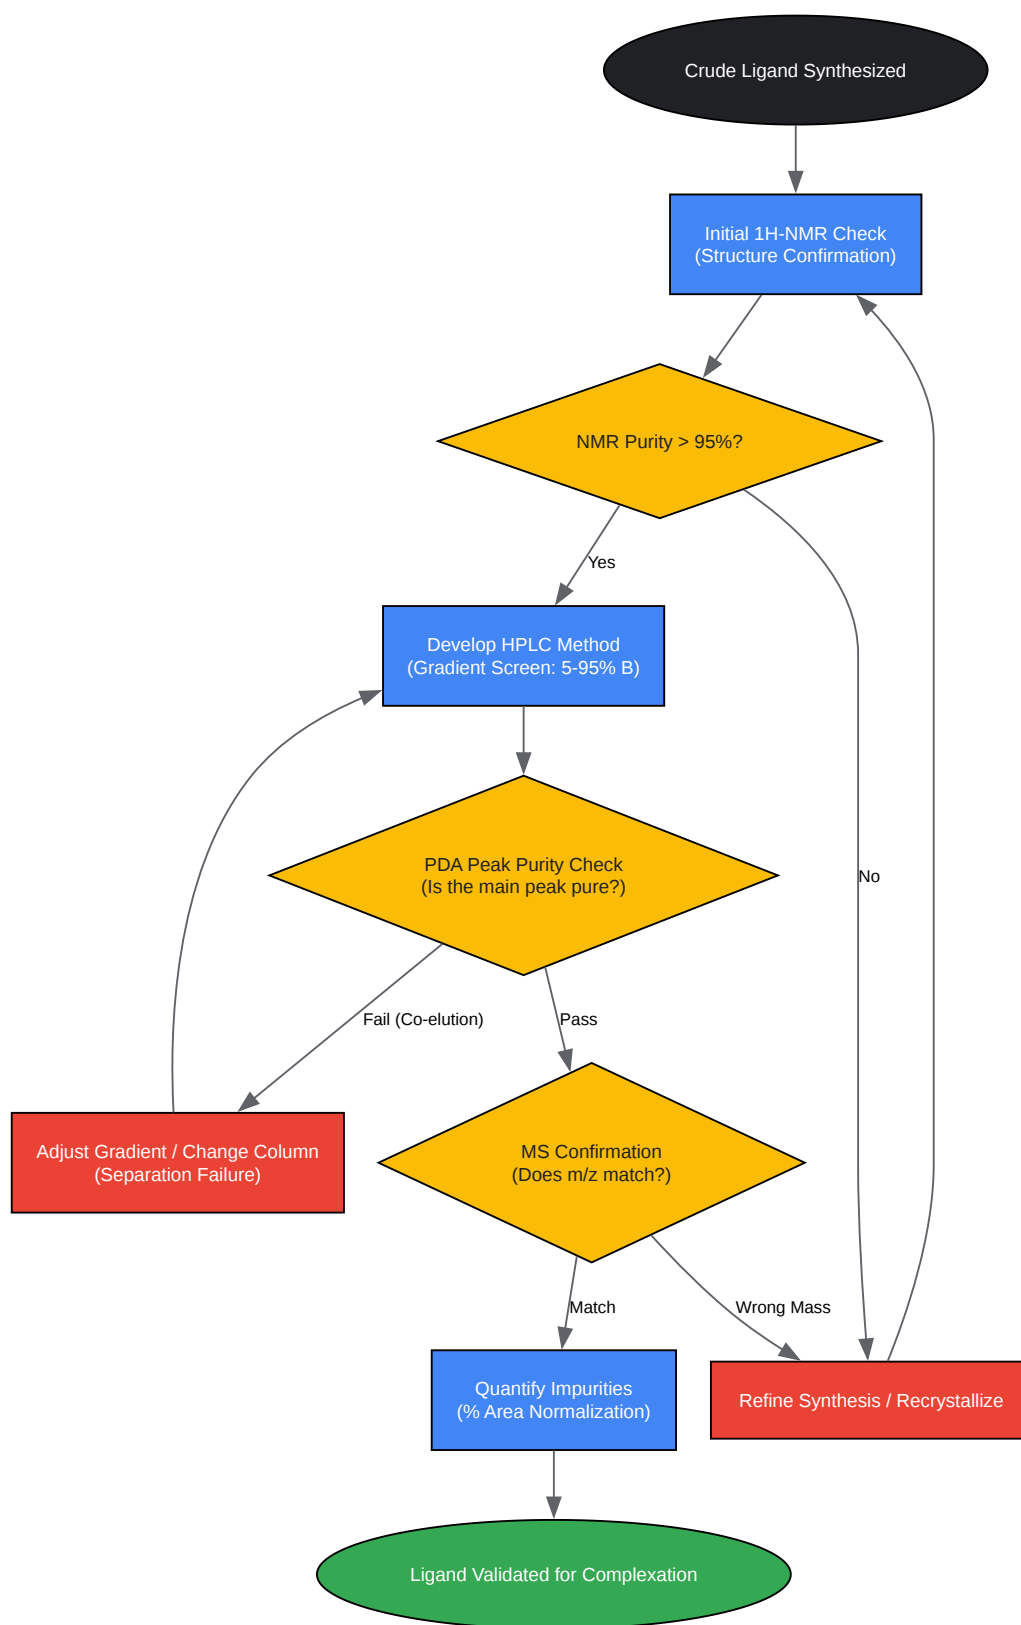 Crude Ligand Synthesized
Initial 1H-NMR Check
(Structure Confirmation)
NMR Purity > 95%?
Yes
Develop HPLC Method
(Gradient Screen: 5-95% B)
PDA Peak Purity Check
(Is the main peak pure?)
No
Fail (Co-elution)
Pass
Adjust Gradient / Change Column
(Separation Failure)
MS Confirmation
(Does m/z match?)
Match
Wrong Mass
Quantify Impurities
(% Area Normalization)
Refine Synthesis / Recrystallize
Ligand Validated for Complexation